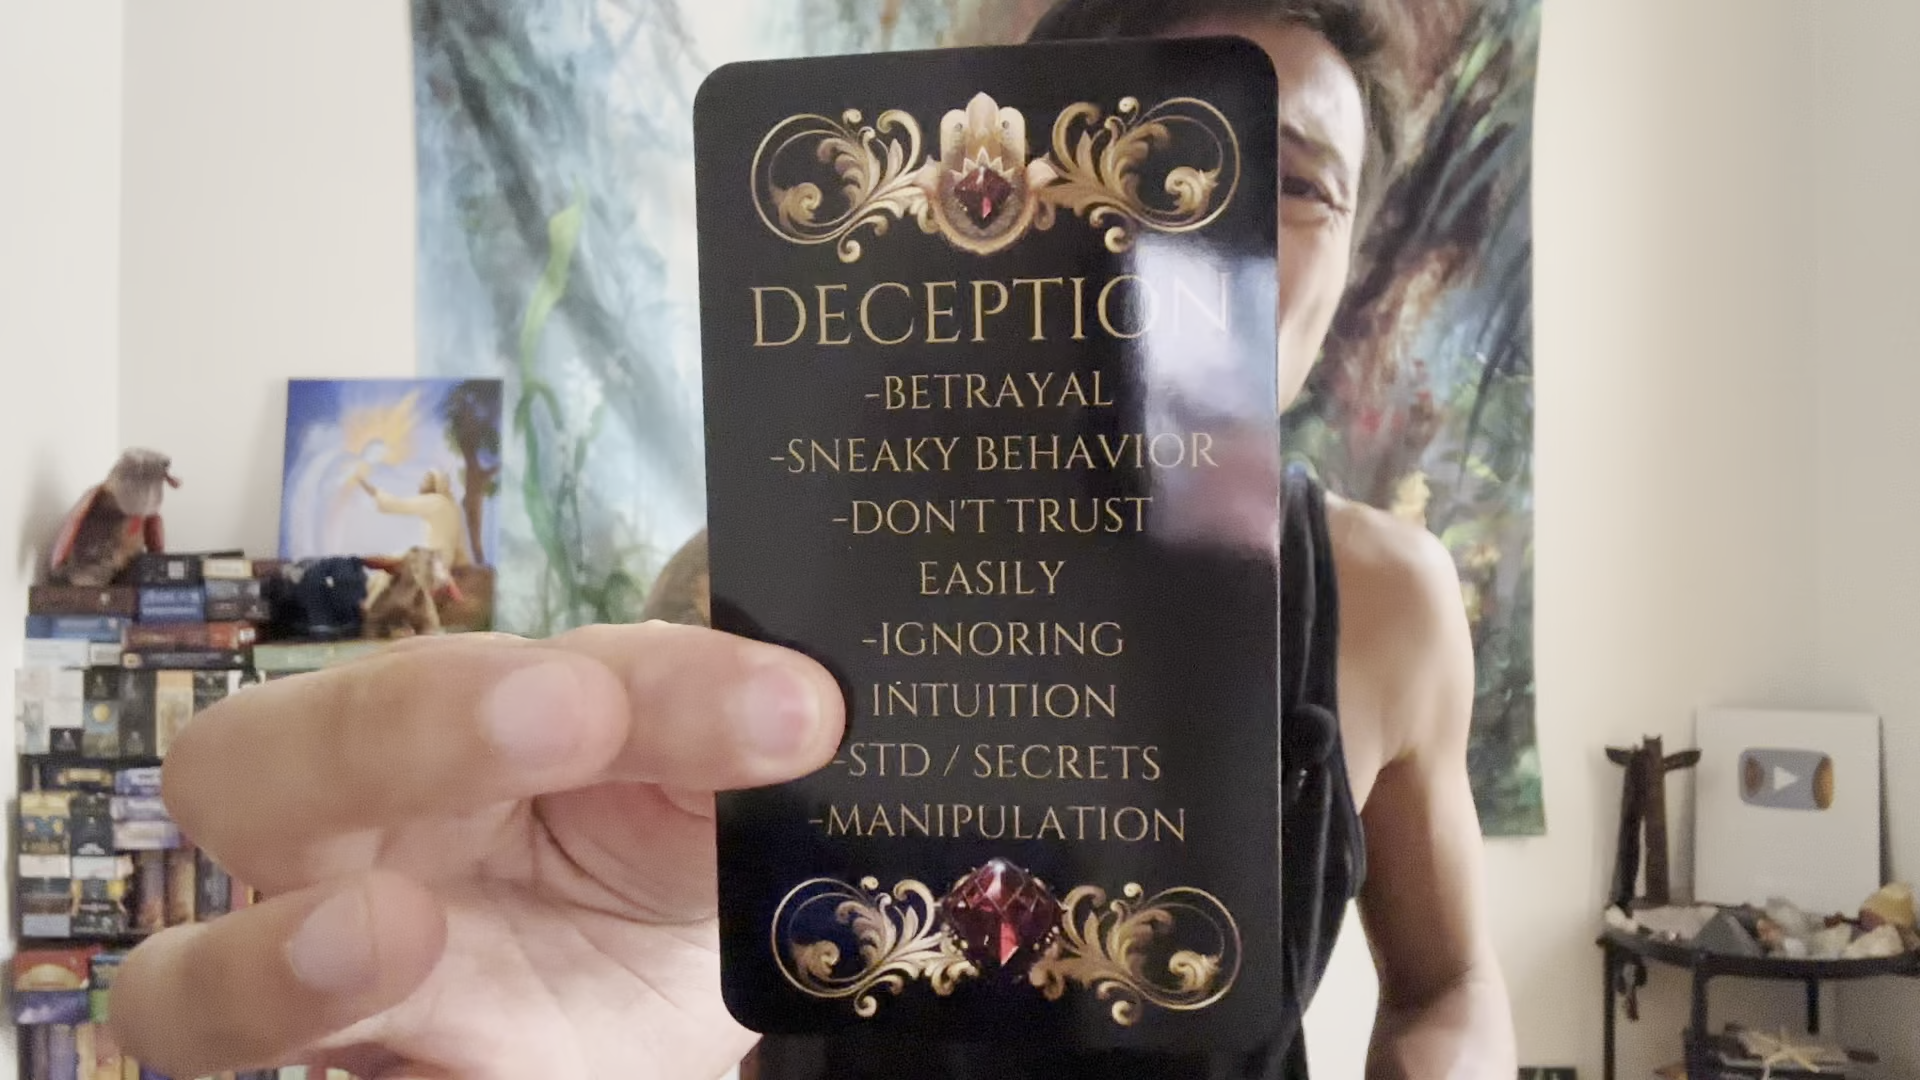 DECEPTION
-BETRAYAL
-SNEAKY BEHAVIOR
-DON'T TRUST
EASILY
-IGNORING
INTUITION
-STD / SECRETS
-MANIPULATION